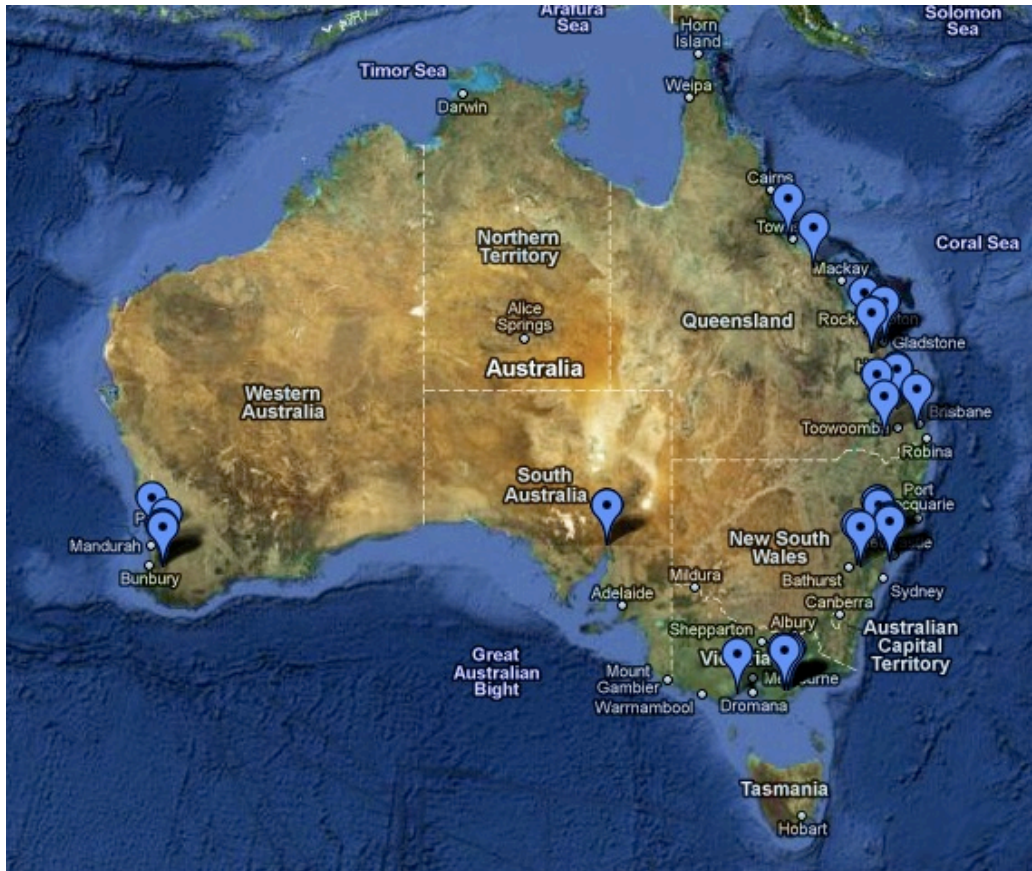 Arafura
Sea
Solomon
Sea
Horn
Island
Timor Sea
Weipa
Darwin
Cairns
Northern
Territory
Coral Sea
Mackay
Alice
Springs
Queensland
Gladstone
Australia
Western
Australia
Brisbane
Robina
South
Australia
Port
New South
Wales
Mandurah
Bunbury
Mildura
Bathurst
Sydney
Adelaide
Canberra
Albury
Shepparton
Australian
Capital
Territory
Great
Australian
Bight
Mount
Gambier
Warrnambool
Dromana
Tasmania
Hobart